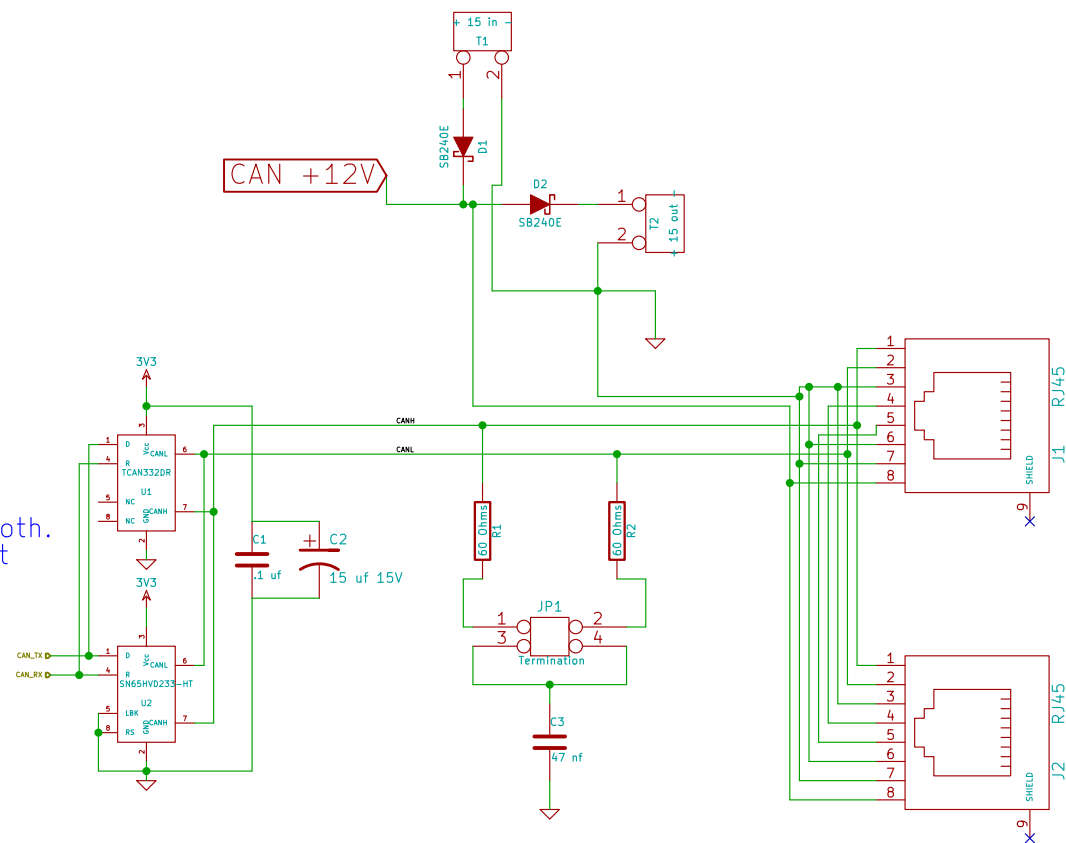 + 15 in -
T1
1
2
SB240E
D1
CAN +12V
D2
SB240E
1
2
T2
+ 15 out -
3V3
3
1
D
Vcc
CANL
6
4
R
TCAN332DR
U1
5
NC
CANH
7
8
NC
GND
2
3V3
3
CAN_TX
1
D
Vcc
CANL
6
CAN_RX
4
R
SN65HVD233-HT
U2
5
LBK
CANH
7
8
RS
GND
2
oth.
t
C1
.1 uf
C2
+
15 uf 15V
CANH
CANL
60 Ohms
R1
60 Ohms
R2
JP1
1
2
3
4
Termination
C3
47 nf
1
2
3
4
5
6
7
8
RJ45
J1
SHIELD
9
1
2
3
4
5
6
7
8
RJ45
J2
SHIELD
9